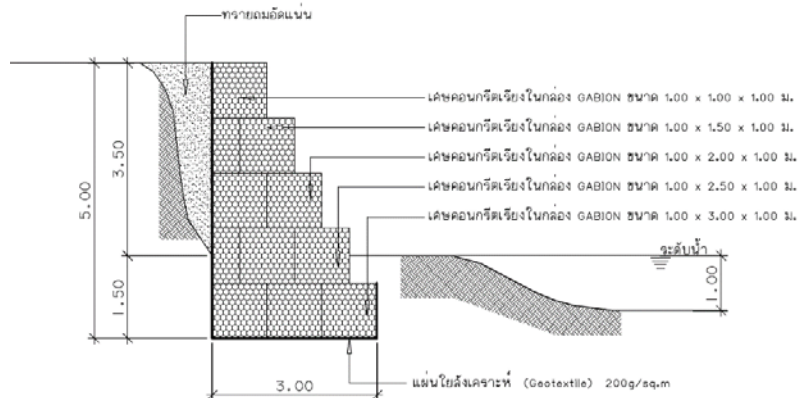 ทรายถมอัดแน่น
เศษคอนกรีตเรียงในกล่อง GABION ขนาด 1.00 x 1.00 x 1.00 ม.
เศษคอนกรีตเรียงในกล่อง GABION ขนาด 1.00 x 1.50 x 1.00 ม.
เศษคอนกรีตเรียงในกล่อง GABION ขนาด 1.00 x 2.00 x 1.00 ม.
เศษคอนกรีตเรียงในกล่อง GABION ขนาด 1.00 x 2.50 x 1.00 ม.
เศษคอนกรีตเรียงในกล่อง GABION ขนาด 1.00 x 3.00 x 1.00 ม.
5.00
3.50
1.50
ระดับน้ำ
1.00
3.00
แผ่นใยสังเคราะห์ (Geotextile) 200g/sq.m